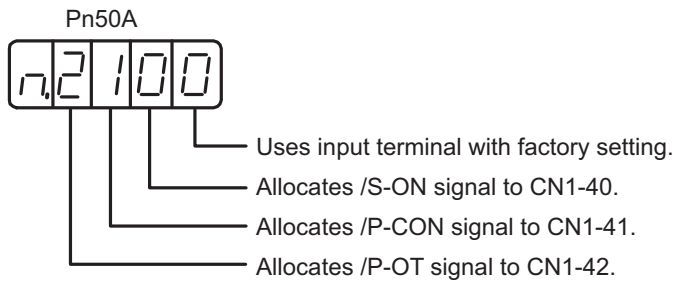 Pn50A
n.2100
Uses input terminal with factory setting.
Allocates /S-ON signal to CN1-40.
Allocates /P-CON signal to CN1-41.
Allocates /P-OT signal to CN1-42.